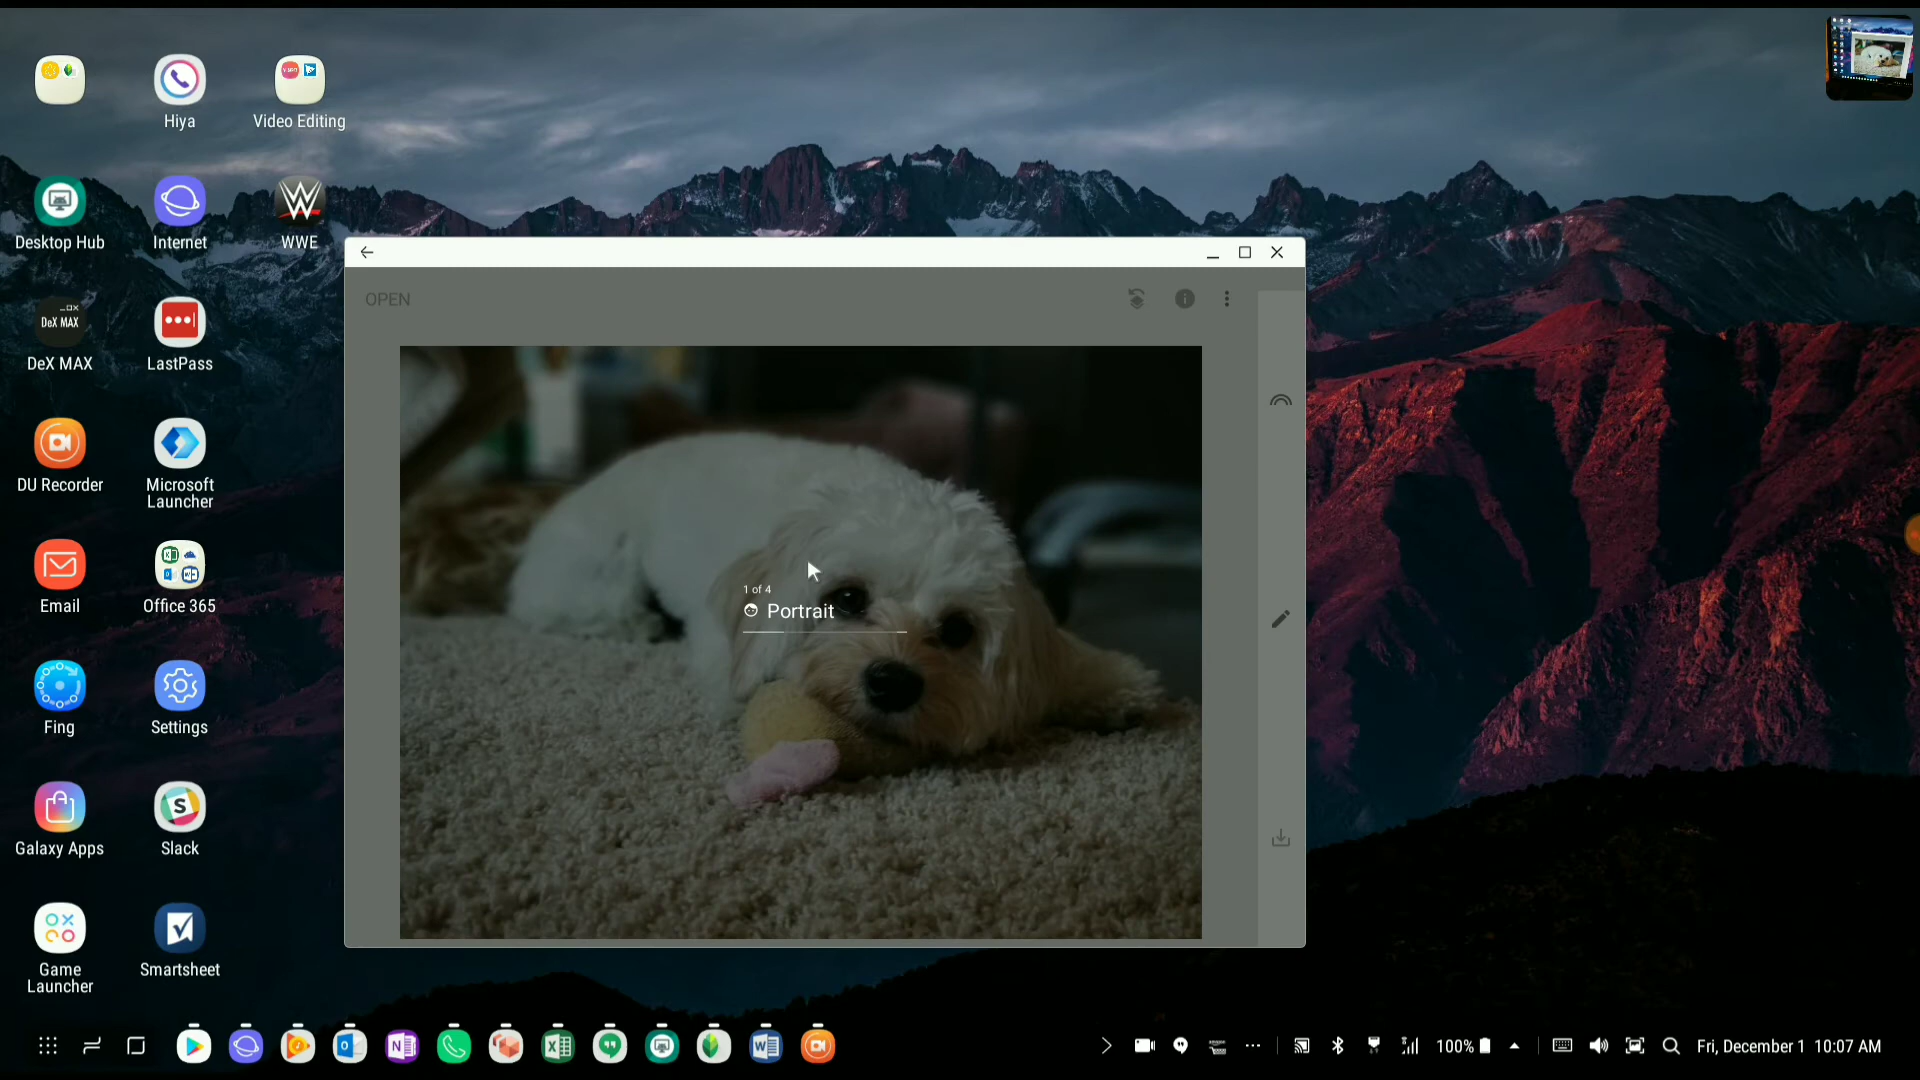 Hiya
Video Editing
Desktop Hub
Internet
WWE
DeX MAX
DeX MAX
LastPass
DU Recorder
Microsoft
Launcher
Email
Office 365
Fing
Settings
Galaxy Apps
Slack
Game
Launcher
Smartsheet
OPEN
1 of 4
Portrait
100%
Fri, December 1 10:07 AM